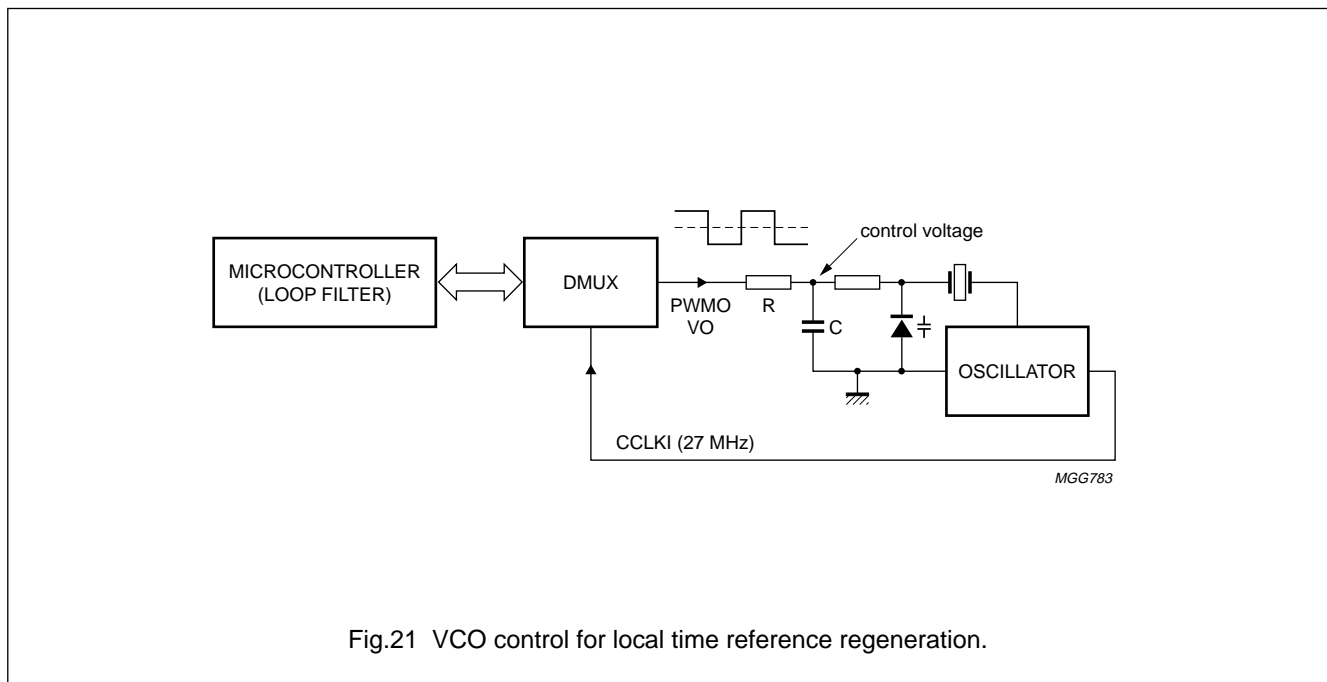 MICROCONTROLLER
(LOOP FILTER)
DMUX
PWMO
VO
R
control voltage
C
OSCILLATOR
CCLKI (27 MHz)
MGG783
Fig.21 VCO control for local time reference regeneration.